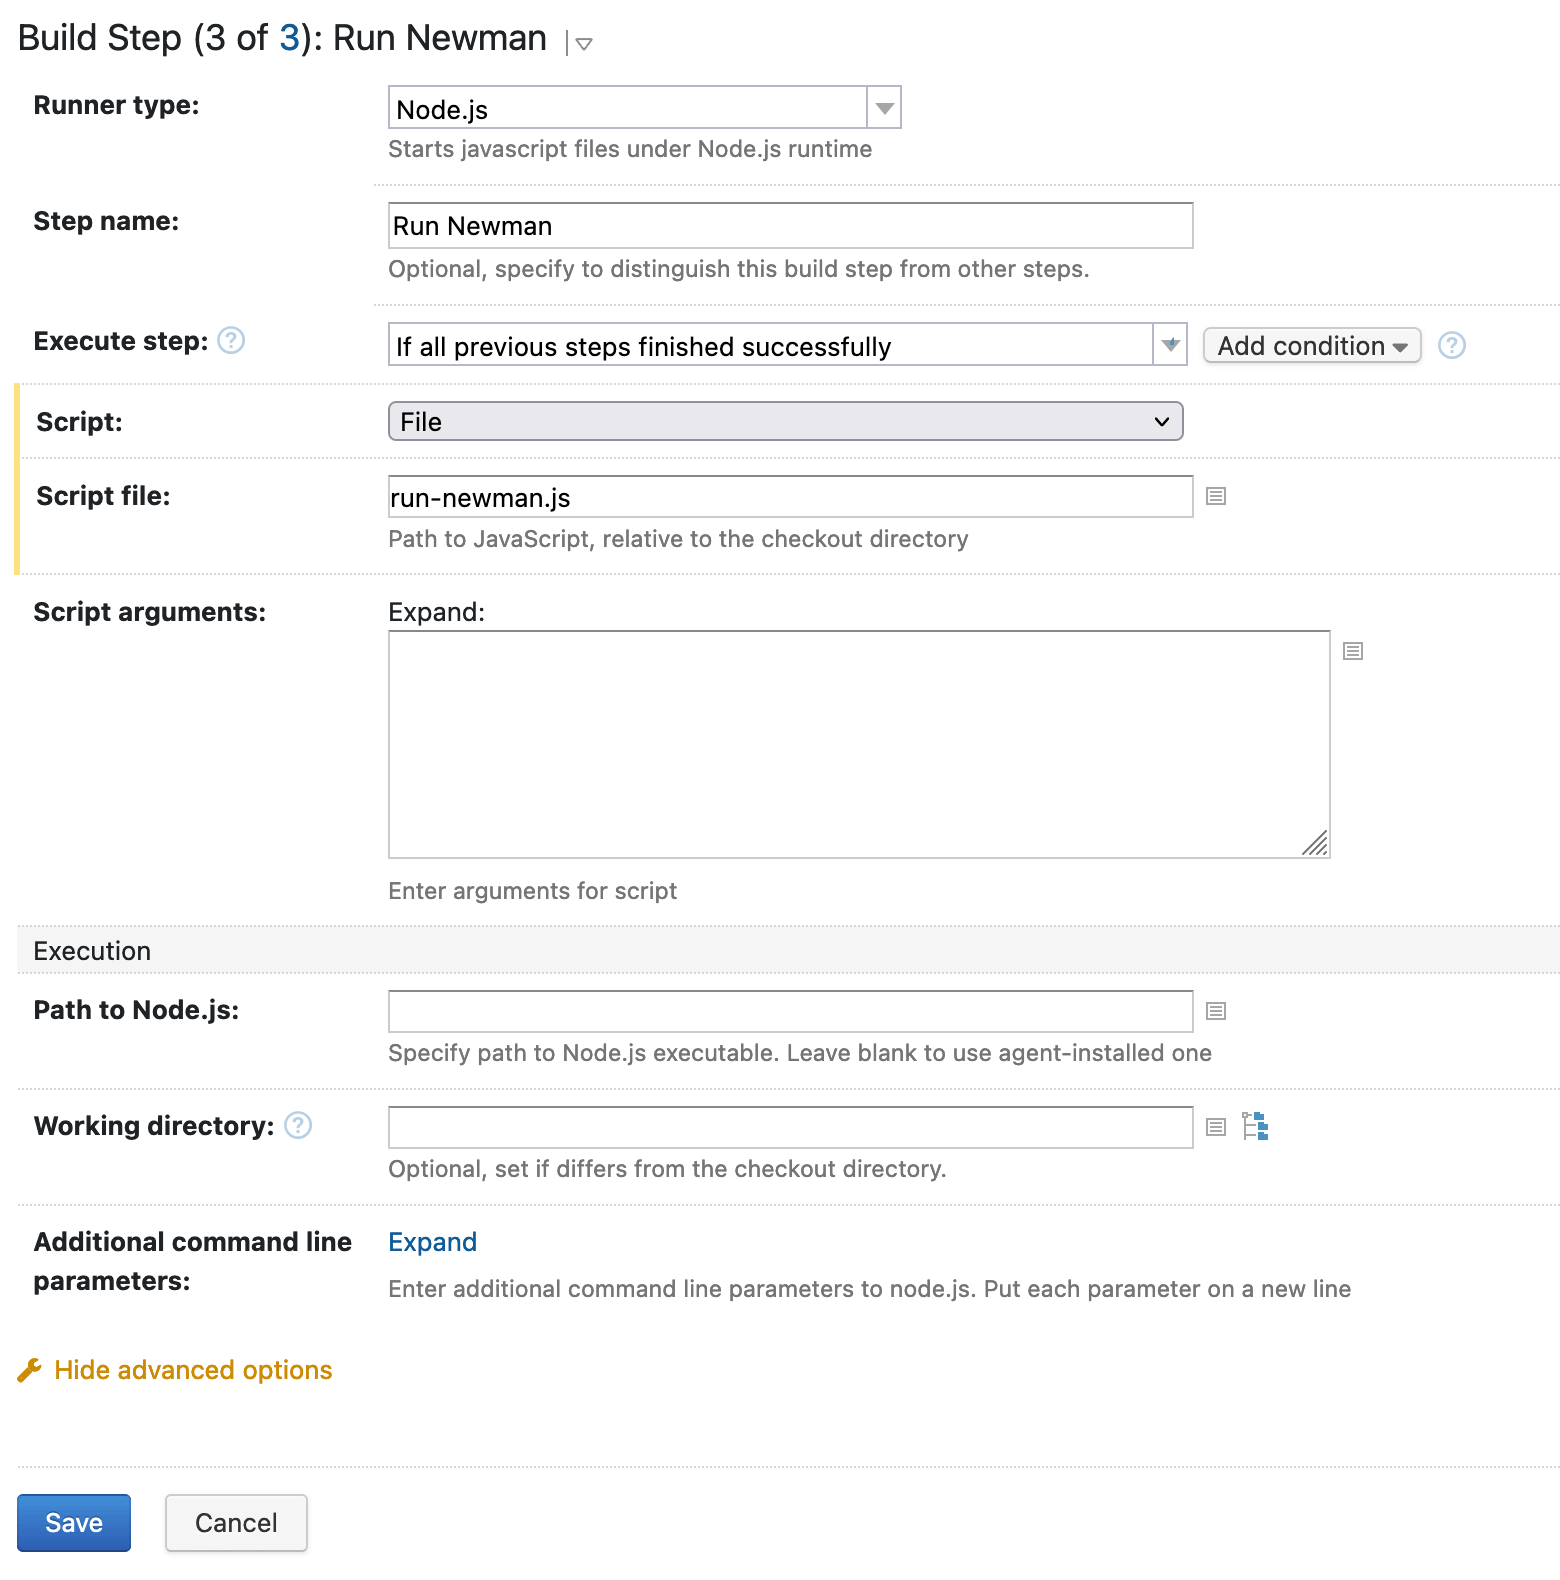 Build Step (3 of 3): Run Newman
Runner type:
Node.js
Starts javascript files under Node.js runtime
Step name:
Run Newman
Optional, specify to distinguish this build step from other steps.
Execute step: ?
If all previous steps finished successfully
Add condition
?
Script:
File
Script file:
run-newman.js
Path to JavaScript, relative to the checkout directory
Script arguments:
Expand:
Enter arguments for script
Execution
Path to Node.js:
Specify path to Node.js executable. Leave blank to use agent-installed one
Working directory: ?
Optional, set if differs from the checkout directory.
Additional command line
parameters:
Expand
Enter additional command line parameters to node.js. Put each parameter on a new line
Hide advanced options
Save
Cancel